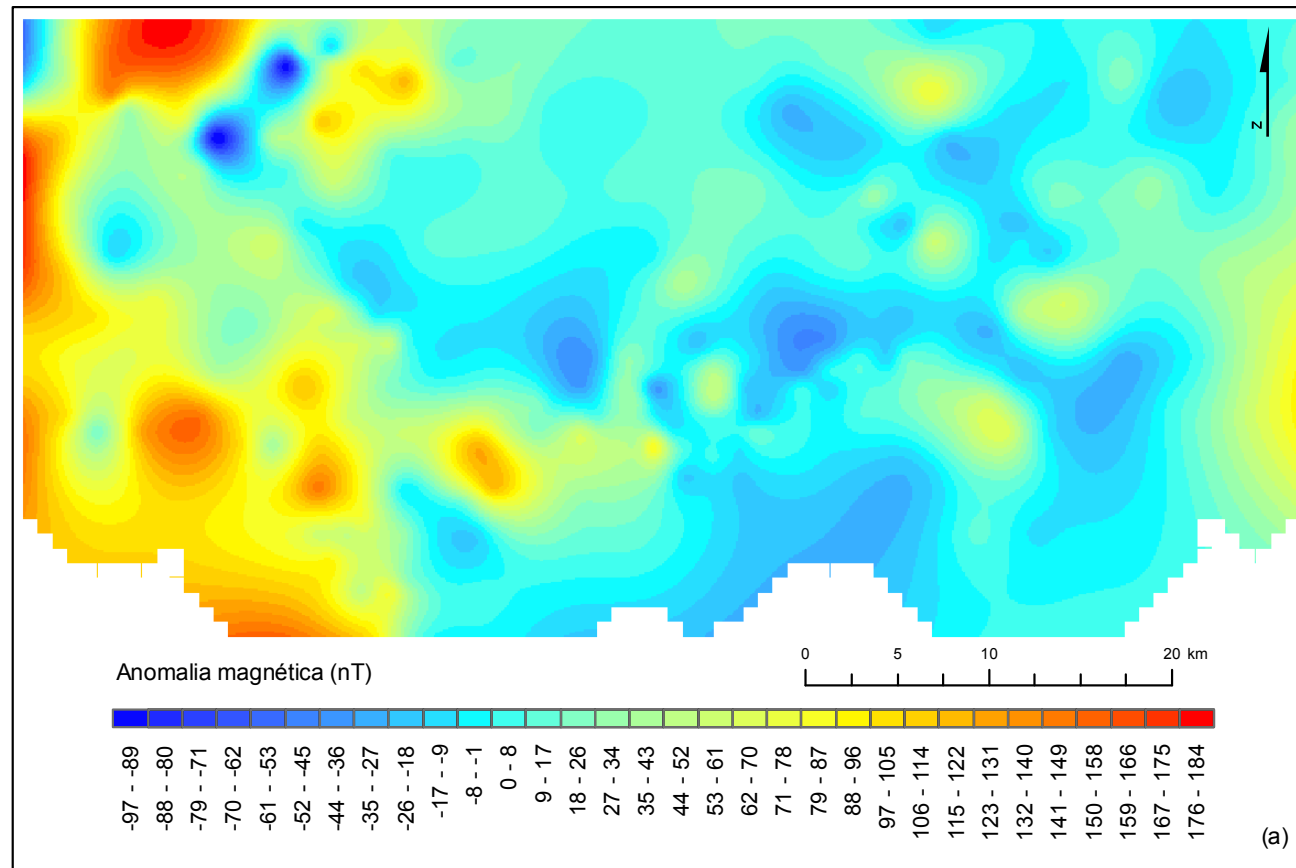 z
Anomalia magnética (nT)
0 5 10 20 km
-97 - -89
-88 - -80
-79 - -71
-70 - -62
-61 - -53
-52 - -45
-44 - -36
-35 - -27
-26 - -18
-17 - -9
-8 - -1
0 - 8
9 - 17
18 - 26
27 - 34
35 - 43
44 - 52
53 - 61
62 - 70
71 - 78
79 - 87
88 - 96
97 - 105
106 - 114
115 - 122
123 - 131
132 - 140
141 - 149
150 - 158
159 - 166
167 - 175
176 - 184
(a)